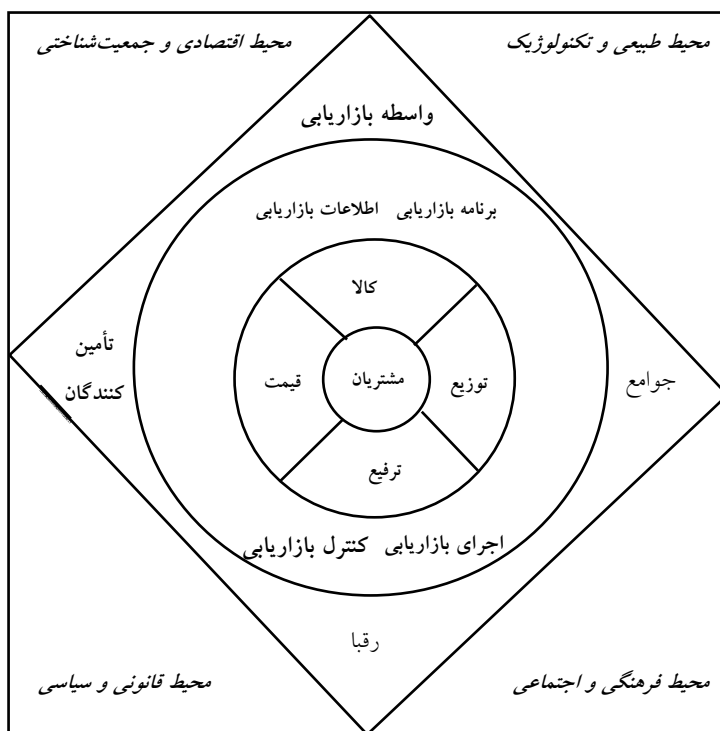 محیط طبیعی و تکنولوژیک
محیط اقتصادی و جمعیت‌شناختی
واسطه بازاریابی
برنامه بازاریابی
اطلاعات بازاریابی
کالا
تأمین
کنندگان
جوامع
توزیع
مشتریان
قیمت
ترفیع
اجرای بازاریابی
کنترل بازاریابی
رقبا
محیط فرهنگی و اجتماعی
محیط قانونی و سیاسی